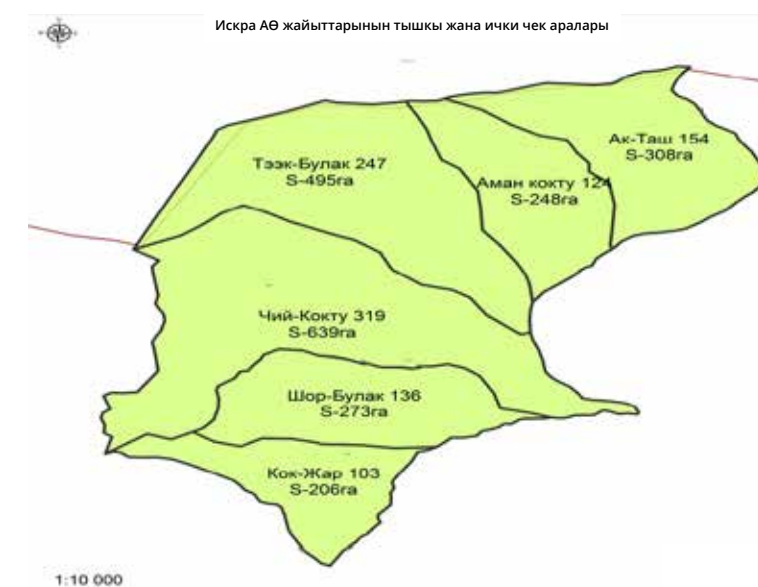 Искра АӨ жайыттарынын тышкы жана ички чек аралары
Ак-Таш 154
S-308га
Тээк-Булак 247
S-495га
Аман кокту 124
S-248га
Чий-Кокту 319
S-639га
Шор-Булак 136
S-273га
Кок-Жар 103
S-206га
1:10 000